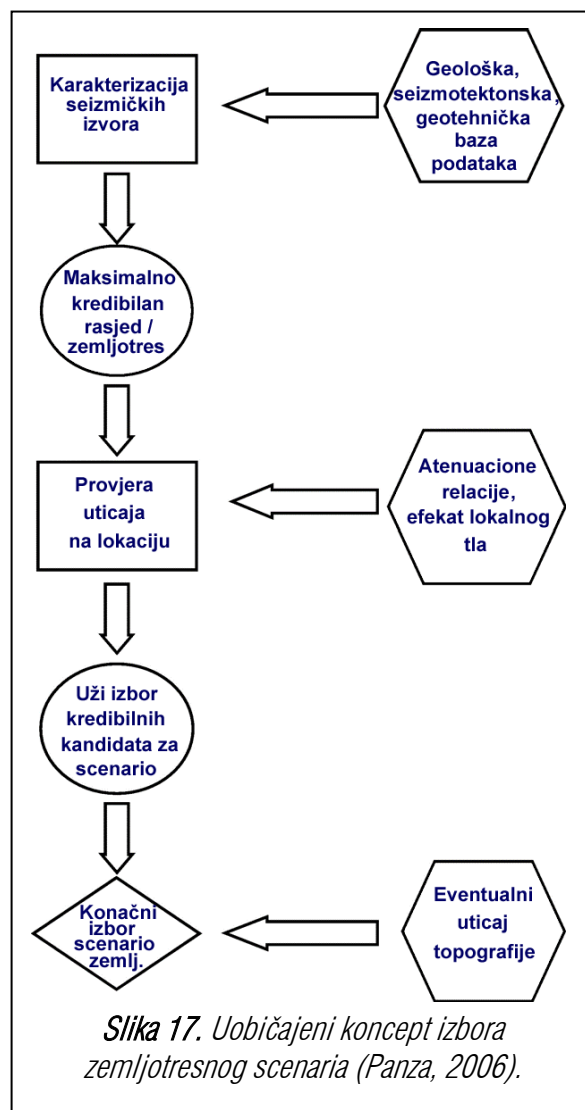 Karakterizacija
seizmičkih
izvora
Geološka,
seizmotektonska,
geotehnička
baza
podataka
Maksimalno
kredibilan
rasjed /
zemljotres
Provjera
uticaja
na lokaciju
Atenuacione
relacije,
efekat lokalnog
tla
Uži izbor
kredibilnih
kandidata za
scenario
Konačni
izbor
scenario
zemlj.
Eventualni
uticaj
topografije
Slika 17. Uobičajeni koncept izbora
zemljotresnog scenaria (Panza, 2006).